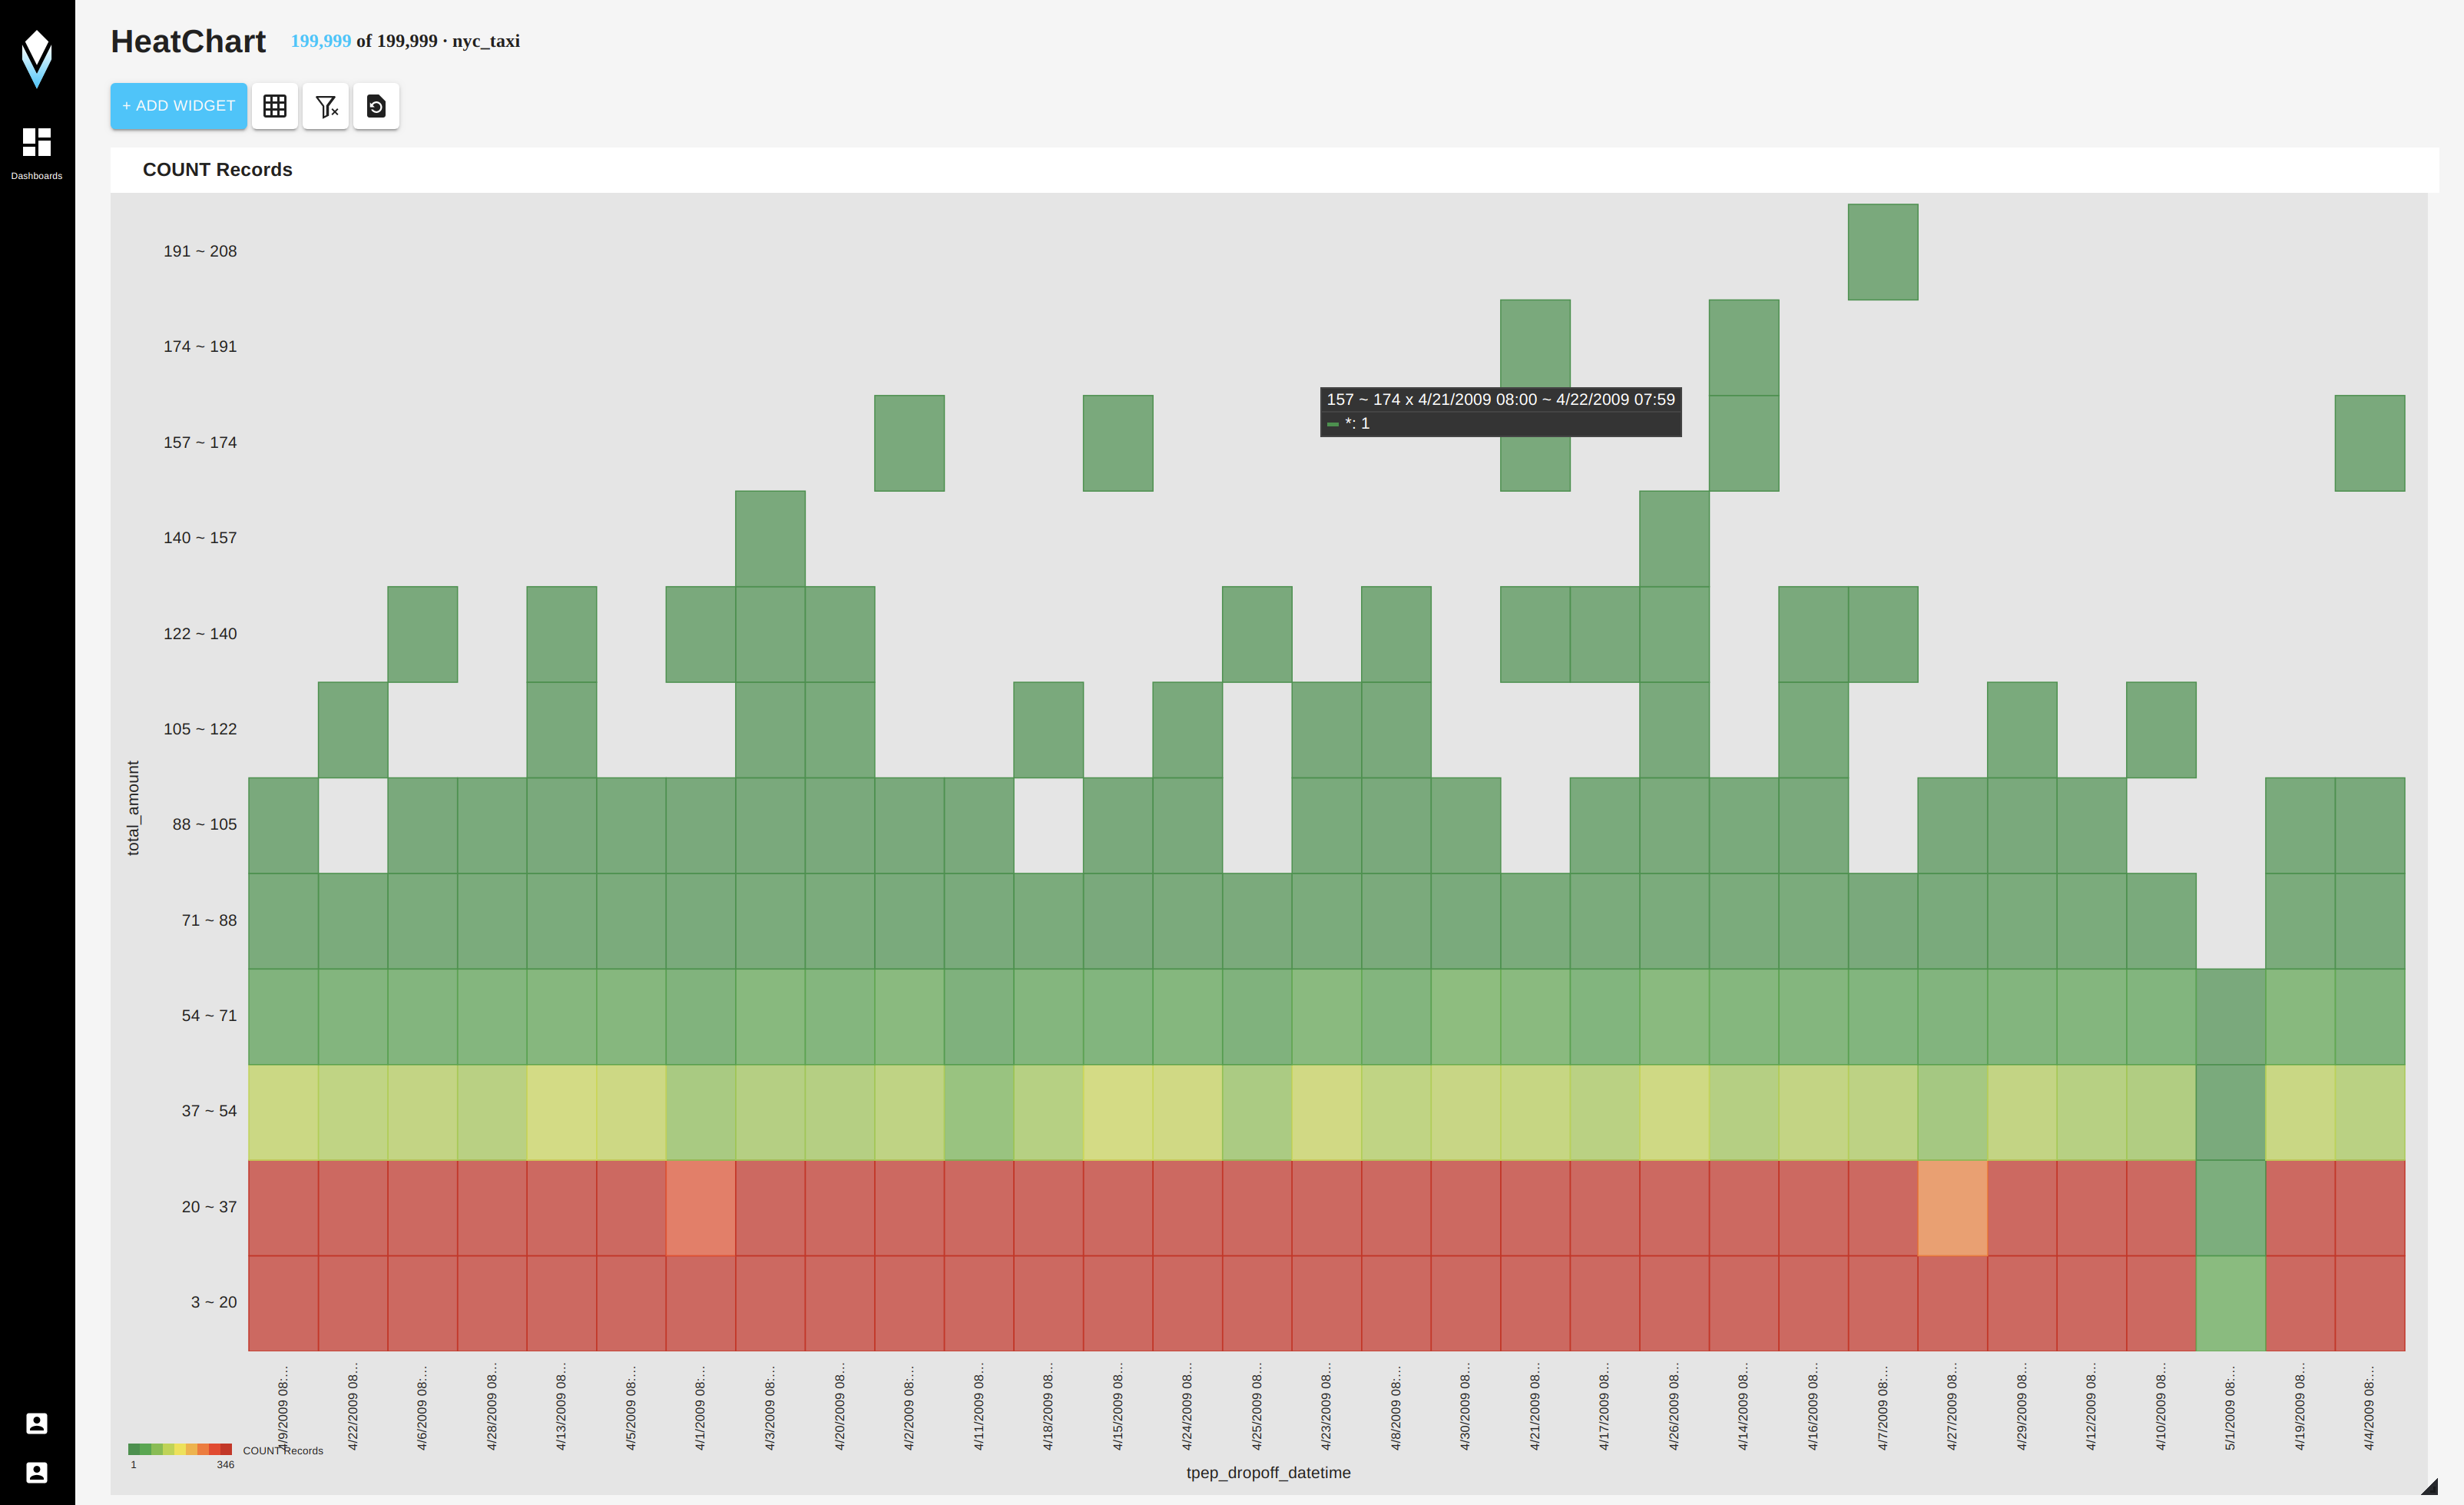 HeatChart
199,999 of 199,999 · nyc_taxi
+ ADD WIDGET
Dashboards
COUNT Records
191 ~ 208
174 ~ 191
157 ~ 174 x 4/21/2009 08:00 ~ 4/22/2009 07:59
*: 1
157 ~ 174
140 ~ 157
122 ~ 140
105 ~ 122
total_amount
88 ~ 105
71 ~ 88
54 ~ 71
37 ~ 54
20 ~ 37
3 ~ 20
4/9/2009 08:...
4/22/2009 08...
4/6/2009 08:...
4/28/2009 08...
4/13/2009 08...
4/5/2009 08:...
4/1/2009 08:...
4/3/2009 08:...
4/20/2009 08...
4/2/2009 08:...
4/11/2009 08...
4/18/2009 08...
4/15/2009 08...
4/24/2009 08...
4/25/2009 08...
4/23/2009 08...
4/8/2009 08:...
4/30/2009 08...
4/21/2009 08...
4/17/2009 08...
4/26/2009 08...
4/14/2009 08...
4/16/2009 08...
4/7/2009 08:...
4/27/2009 08...
4/29/2009 08...
4/12/2009 08...
4/10/2009 08...
5/1/2009 08:...
4/19/2009 08...
4/4/2009 08:...
COUNT Records
1 346
tpep_dropoff_datetime